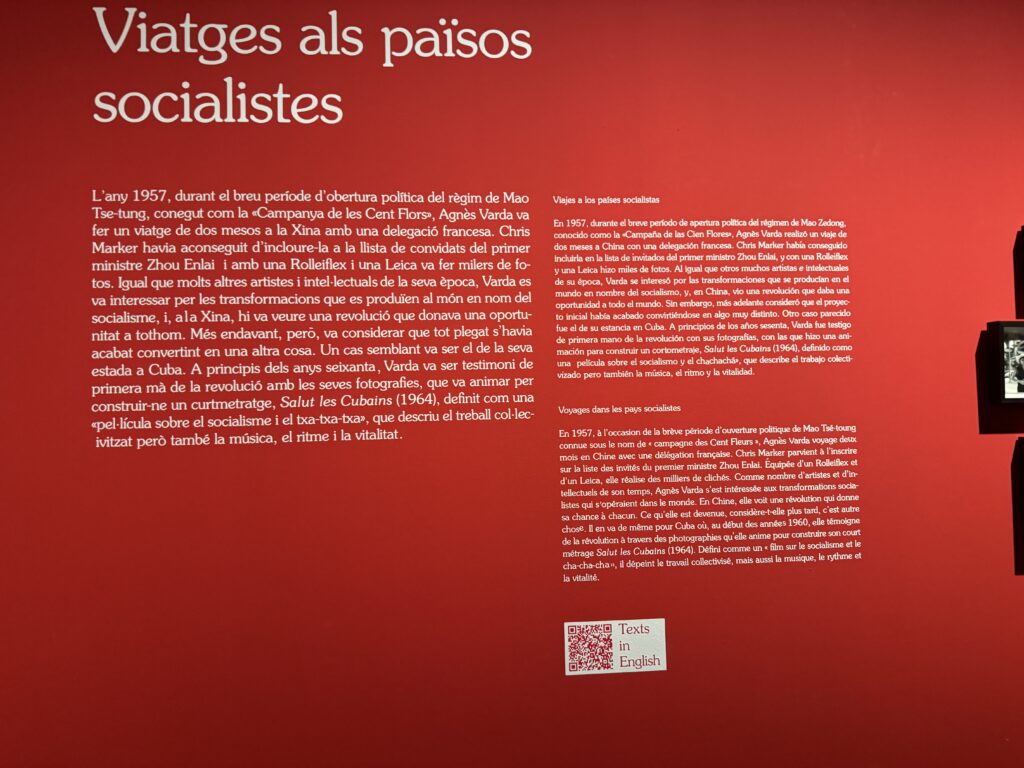 Viatges als països
socialistes
L'any 1957, durant el breu període d'obertura política del règim de Mao
Tse-tung, conegut com la «Campanya de les Cent Flors», Agnès Varda va
fer un viatge de dos mesos a la Xina amb una delegació francesa. Chris
Marker havia aconseguit d'incloure-la a la llista de convidats del primer
ministre Zhou Enlai i amb una Rolleiflex i una Leica va fer milers de fo-
tos. Igual que molts altres artistes i intel·lectuals de la seva època, Varda es
va interessar per les transformacions que es produïen al món en nom del
socialisme, i, a la Xina, hi va veure una revolució que donava una oportu-
nitat a tothom. Més endavant, però, va considerar que tot plegat s'havia
acabat convertint en una altra cosa. Un cas semblant va ser el de la seva
estada a Cuba. A principis dels anys seixanta, Varda va ser testimoni de
primera mà de la revolució amb les seves fotografies, que va animar per
construir-ne un curtmetratge, Salut les Cubains (1964), definit com una
«pel·lícula sobre el socialisme i el txa-txa-txa», que descriu el treball col·lec-
ivitzat però també la música, el ritme i la vitalitat.
Viajes a los países socialistas
En 1957, durante el breve período de apertura política del régimen de Mao Zedong,
conocido como la «Campaña de las Cien Flores», Agnès Varda realizó un viaje de
dos meses a China con una delegación francesa. Chris Marker había conseguido
incluirla en la lista de invitados del primer ministro Zhou Enlai, y con una Rolleiflex
y una Leica hizo miles de fotos. Al igual que otros muchos artistas e intelectuales
de su época, Varda se interesó por las transformaciones que se producían en el
mundo en nombre del socialismo, y, en China, vio una revolución que daba una
oportunidad a todo el mundo. Sin embargo, más adelante consideró que el proyec-
to inicial había acabado convirtiéndose en algo muy distinto. Otro caso parecido
fue el de su estancia en Cuba. A principios de los años sesenta, Varda fue testigo
de primera mano de la revolución con sus fotografías, con las que hizo una ani-
mación para construir un cortometraje, Salut les Cubains (1964), definido como
una película sobre el socialismo y el chachachá», que describe el trabajo colecti-
vizado pero también la música, el ritmo y la vitalidad.
Voyages dans les pays socialistes
En 1957, à l'occasion de la brève période d'ouverture politique de Mao Tsé-toung
connue sous le nom de « campagne des Cent Fleurs », Agnès Varda voyage deux
mois en Chine avec une délégation française. Chris Marker parvient à l'inscrire
sur la liste des invités du premier ministre Zhou Enlai. Équipée d'un Rolleiflex et
d'un Leica, elle réalise des milliers de clichés. Comme nombre d'artistes et d'in-
tellectuels de son temps, Agnès Varda s'est intéressée aux transformations socia-
listes qui s'opéraient dans le monde. En Chine, elle voit une révolution qui donne
sa chance à chacun. Ce qu'elle est devenue, considère-t-elle plus tard, c'est autre
chose. Il en va de même pour Cuba où, au début des années 1960, elle témoigne
de la révolution à travers des photographies qu'elle anime pour construire son court
métrage Salut les Cubains (1964). Défini comme un « film sur le socialisme et le
cha-cha-cha », il dépeint le travail collectivisé, mais aussi la musique, le rythme et
la vitalité.
Texts
in
English